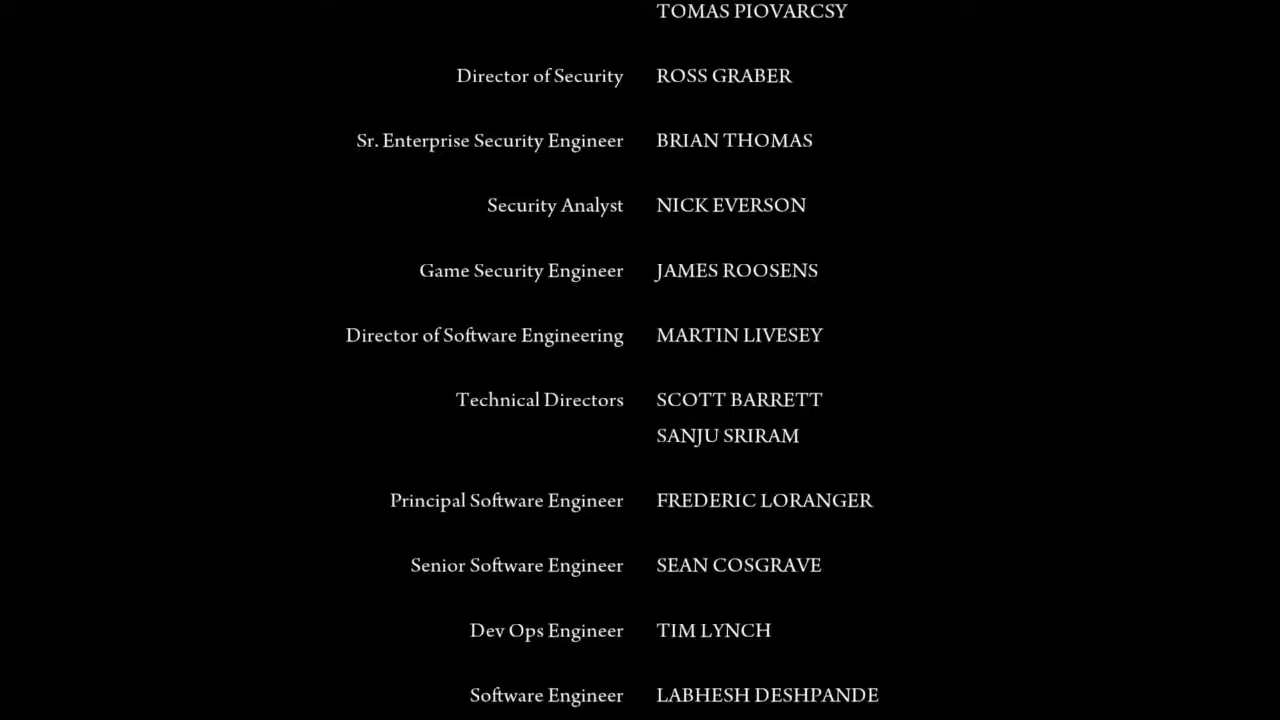 TOMAS PIOVARCSY
Director of Security ROSS GRABER
Sr. Enterprise Security Engineer BRIAN THOMAS
Security Analyst NICK EVERSON
Game Security Engineer JAMES ROOSENS
Director of Software Engineering MARTIN LIVESEY
Technical Directors SCOTT BARRETT
SANJU SRIRAM
Principal Software Engineer FREDERIC LORANGER
Senior Software Engineer SEAN COSGRAVE
Dev Ops Engineer TIM LYNCH
Software Engineer LABHESH DESHPANDE